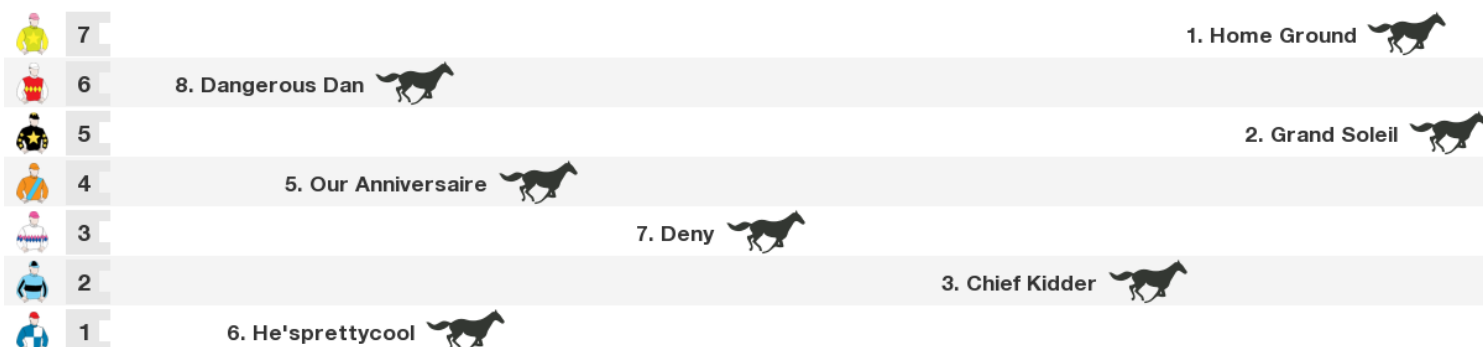 7 1. Home Ground
6 8. Dangerous Dan
5 2. Grand Soleil
4 5. Our Anniversaire
3 7. Deny
2 3. Chief Kidder
1 6. He'sprettycool